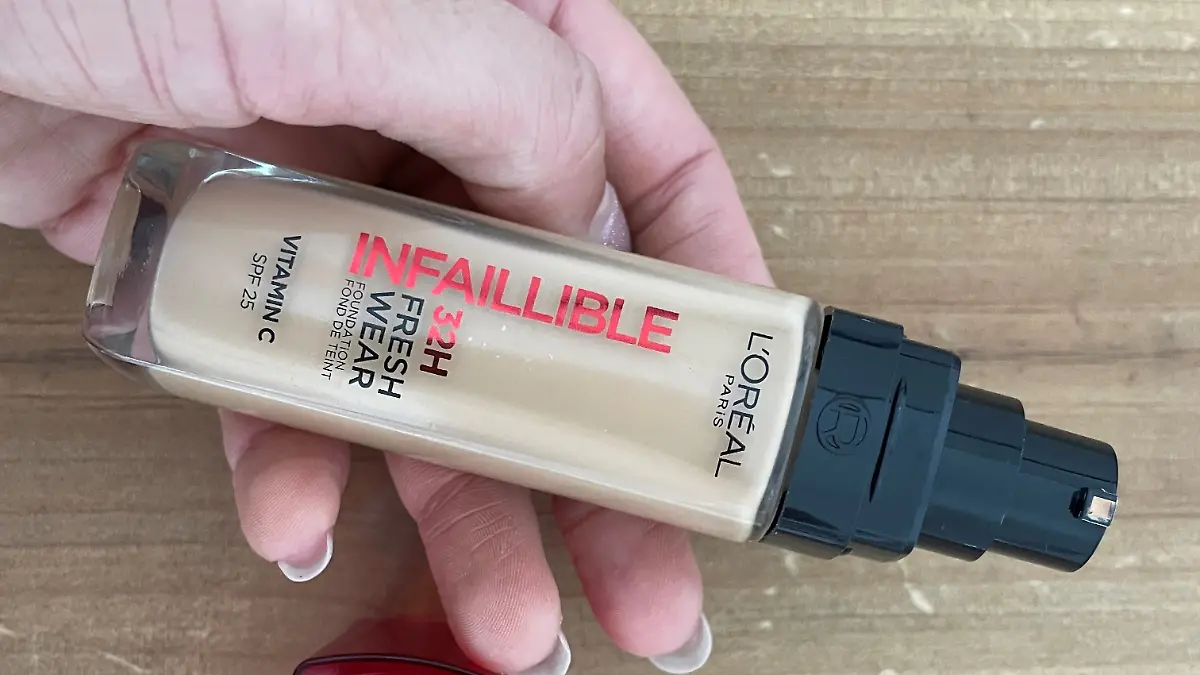 L'ORÉAL
PARIS
INFAILLIBLE
32H
FRESH
WEAR
FOUNDATION
FOND DE TEINT
VITAMIN C
SPF 25